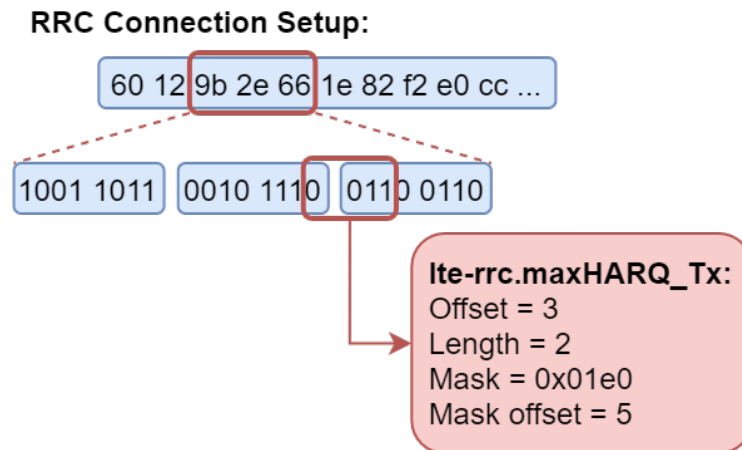 RRC Connection Setup:
60 12 9b 2e 66 1e 82 f2 e0 cc ...
1001 1011 0010 1110 0110 0110
lte-rrc.maxHARQ_Tx:
Offset = 3
Length = 2
Mask = 0x01e0
Mask offset = 5